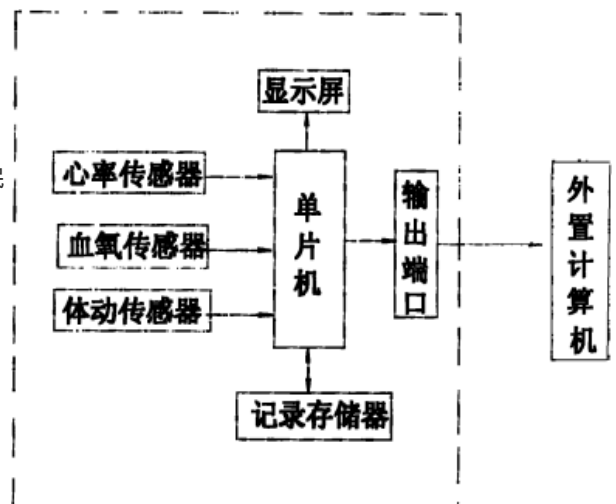 显示屏
心率传感器
血氧传感器
体动传感器
单片机
输出端口
外置计算机
记录存储器